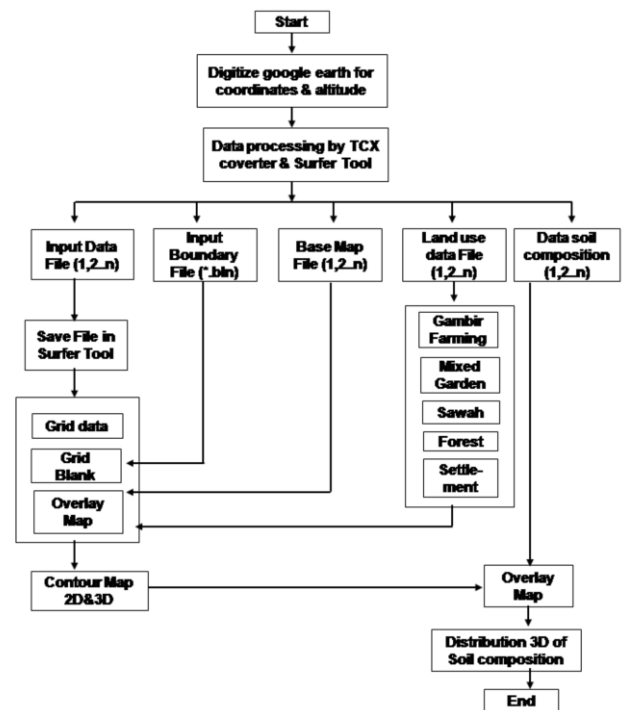 Start
Digitize google earth for
coordinates & altitude
Data processing by TCX
coverter & Surfer Tool
Input Data
File (1,2..n)
Input
Boundary
File (*.bln)
Base Map
File (1,2..n)
Land use
data File
(1,2..n)
Data soil
composition
(1,2..n)
Save File in
Surfer Tool
Gambir
Farming
Mixed
Garden
Sawah
Forest
Settle-
ment
Grid data
Grid
Blank
Overlay
Map
Contour Map
2D&3D
Overlay
Map
Distribution 3D of
Soil composition
End